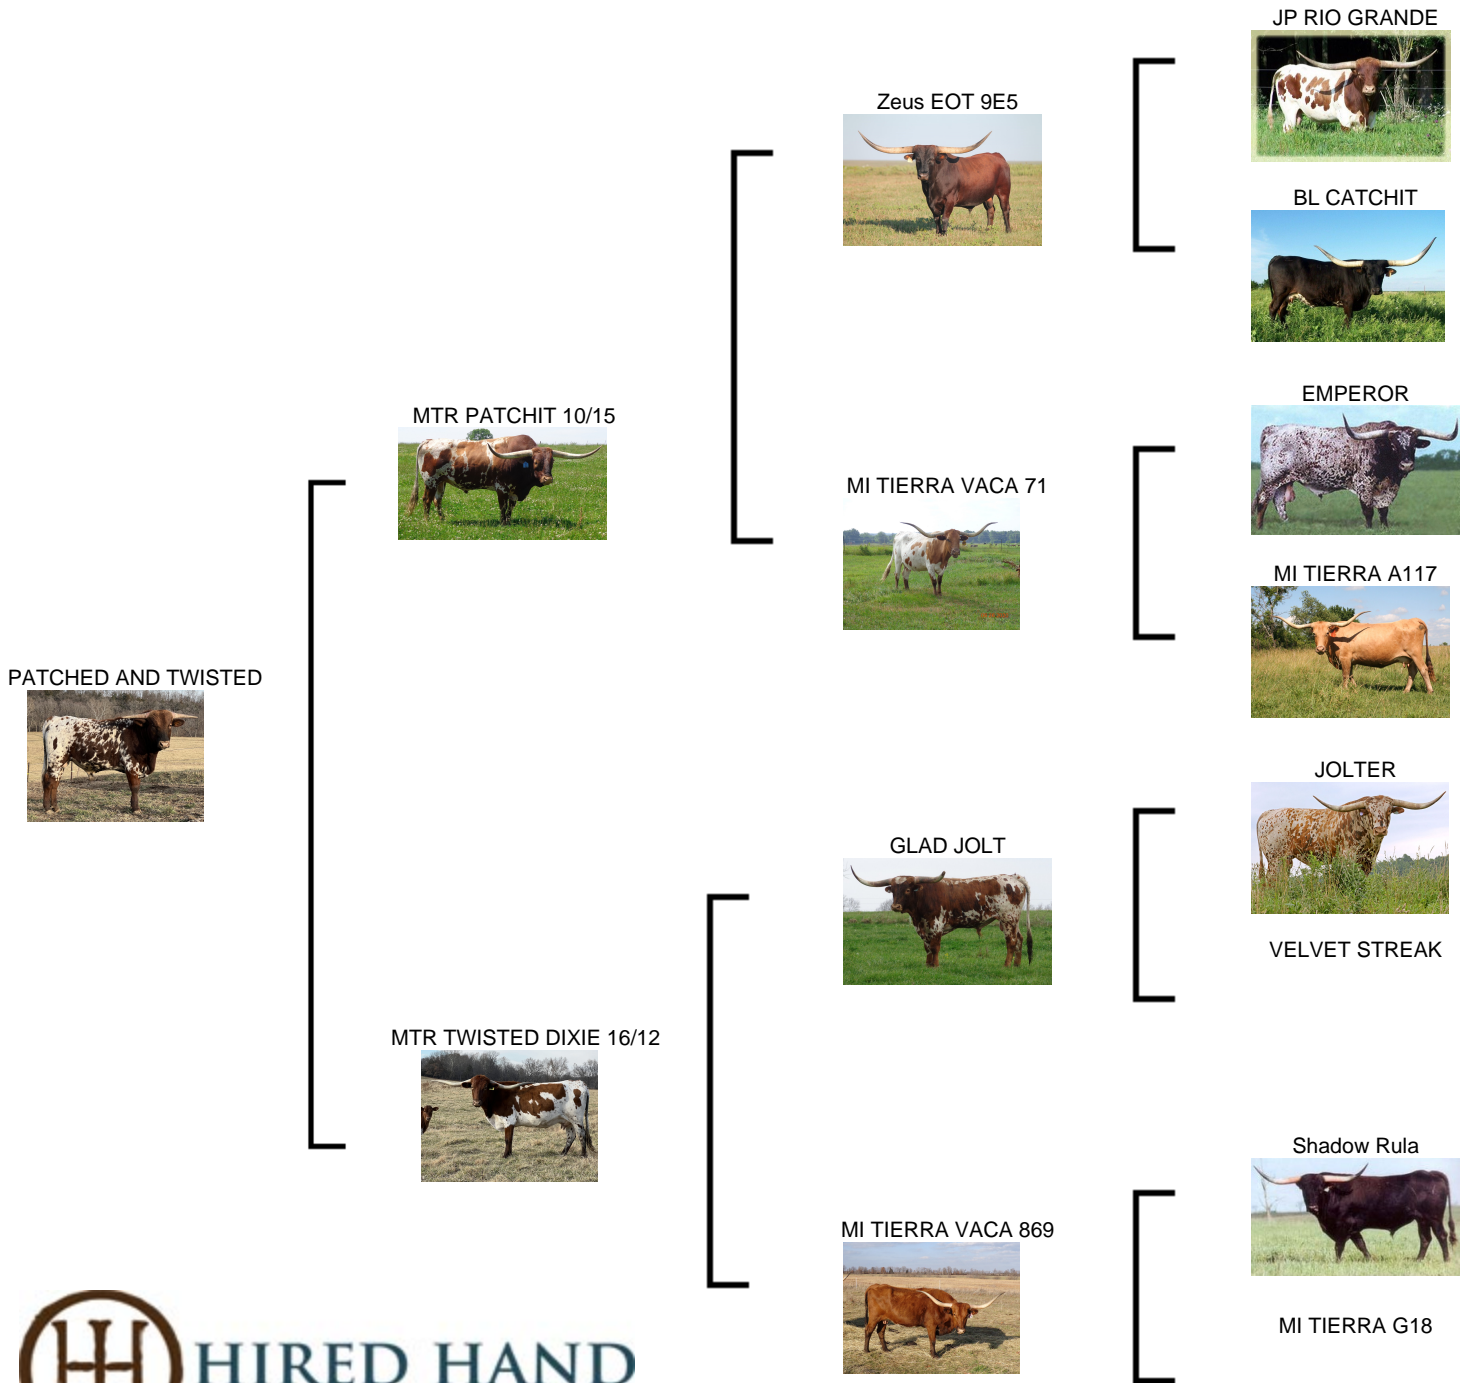 JP RIO GRANDE
Zeus EOT 9E5
BL CATCHIT
EMPEROR
MTR PATCHIT 10/15
MI TIERRA VACA 71
MI TIERRA A117
PATCHED AND TWISTED
JOLTER
GLAD JOLT
VELVET STREAK
MTR TWISTED DIXIE 16/12
Shadow Rula
MI TIERRA VACA 869
MI TIERRA G18
HIRED HAND